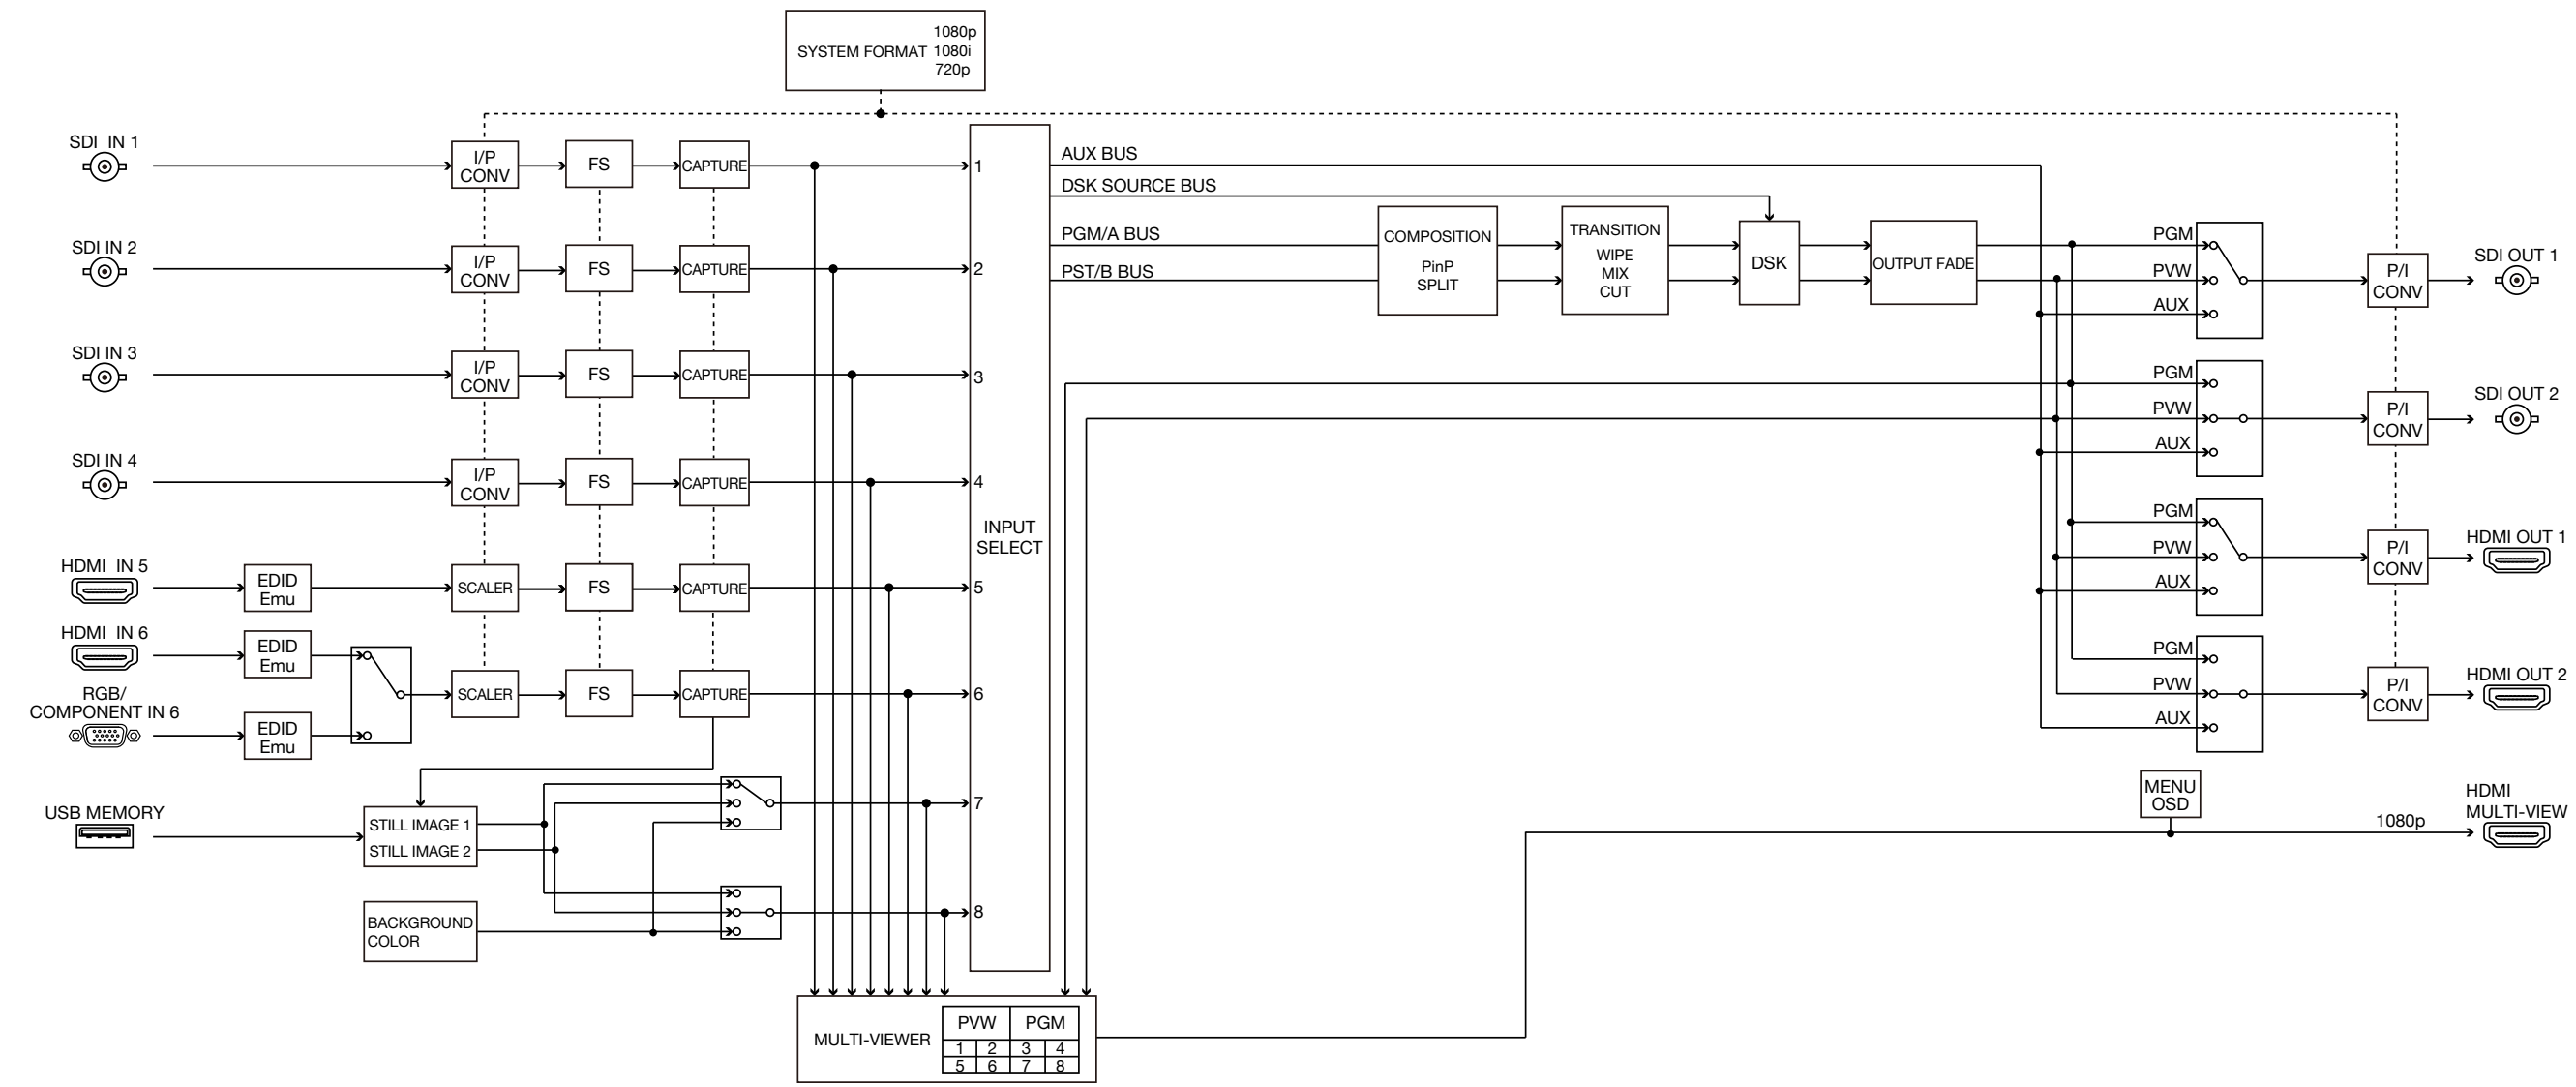 SYSTEM FORMAT
1080p
1080i
720p
SDI IN 1
I/P
CONV
FS
CAPTURE
1
SDI IN 2
I/P
CONV
FS
CAPTURE
2
SDI IN 3
I/P
CONV
FS
CAPTURE
3
SDI IN 4
I/P
CONV
FS
CAPTURE
4
HDMI IN 5
EDID
Emu
SCALER
FS
CAPTURE
5
HDMI IN 6
EDID
Emu
RGB/
COMPONENT IN 6
EDID
Emu
SCALER
FS
CAPTURE
6
USB MEMORY
STILL IMAGE 1
STILL IMAGE 2
7
BACKGROUND
COLOR
8
INPUT
SELECT
AUX BUS
DSK SOURCE BUS
PGM/A BUS
PST/B BUS
COMPOSITION
PinP
SPLIT
TRANSITION
WIPE
MIX
CUT
DSK
OUTPUT FADE
PGM
PVW
AUX
P/I
CONV
SDI OUT 1
PGM
PVW
AUX
P/I
CONV
SDI OUT 2
PGM
PVW
AUX
P/I
CONV
HDMI OUT 1
PGM
PVW
AUX
P/I
CONV
HDMI OUT 2
MENU
OSD
1080p
HDMI
MULTI-VIEW
MULTI-VIEWER
PVW PGM
1 2 3 4
5 6 7 8